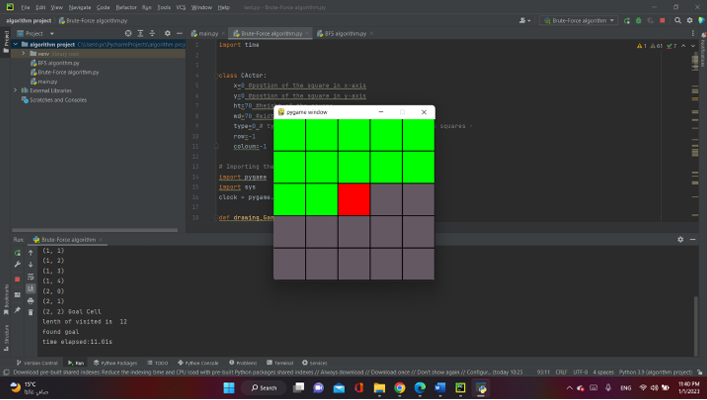 File Edit View Navigate Code Refactor Run Tools VCS Window Help
algorithm project Brute-Force algorithm.py
Brute-Force algorithm
Project
main.py Brute-Force algorithm.py BFS algorithm.py
algorithm project
venv
BFS algorithm.py
Brute-Force algorithm.py
main.py
External Libraries
Scratches and Consoles
1 import time
2
3
4
5 class CActor:
6 x=0 #postion of the square in x-axis
7 y=0 #postion of the square in y-axis
8 ht=70
9
10 squares
row=-1
11 coloum=-1
12
13 # Importing the
14 import pygame
15 import sys
16 clock = pygame.
17
18
pygame window
Run: Brute-Force algorithm
(1, 1)
(1, 2)
(1, 3)
(1, 4)
(2, 0)
(2, 1)
(2, 2) Goal Cell
lenth of visited is 12
found goal
time elapsed:11.01s
Bookmarks
Structure
Version Control Run Python Packages TODO Python Console Problems Terminal Services
Download pre-built shared indexes: Reduce the indexing time and CPU load with pre-built Python packages shared indexes // Always download // Download once // Don't show again // Configur... (today 10:23 93:11 CRLF UTF-8 4 spaces Python 3.9 (algorithm project)
15°C
Search
ENG
11:40 PM
1/1/2023